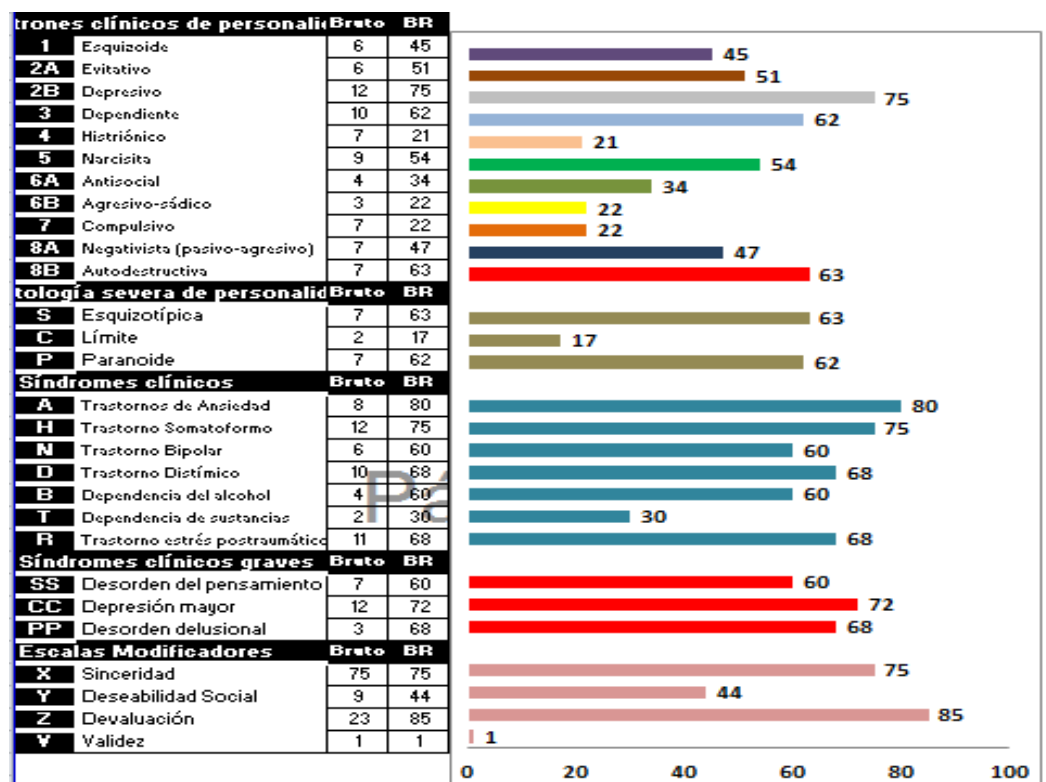 trones clínicos de personali Bruto BR
1 Esquizoide 6 45 45
2A Evitativo 6 51 51
2B Depresivo 12 75 75
3 Dependiente 10 62 62
4 Histriónico 7 21 21
5 Narcisita 9 54 54
6A Antisocial 4 34 34
6B Agresivo-sádico 3 22 22
7 Compulsivo 7 22 22
8A Negativista (pasivo-agresivo) 7 47 47
8B Autodestructiva 7 63 63
tología severa de personalid Bruto BR
S Esquizotípica 7 63 63
C Límite 2 17 17
P Paranoide 7 62 62
Síndromes clínicos Bruto BR
A Trastornos de Ansiedad 8 80 80
H Trastorno Somatoformo 12 75 75
N Trastorno Bipolar 6 60 60
D Trastorno Distímico 10 68 68
B Dependencia del alcohol 4 60 60
T Dependencia de sustancias 2 30 30
R Trastorno estrés postraumático 11 68 68
Síndromes clínicos graves Bruto BR
SS Desorden del pensamiento 7 60 60
CC Depresión mayor 12 72 72
PP Desorden delusional 3 68 68
Escalas Modificadores Bruto BR
X Sinceridad 75 75 75
Y Deseabilidad Social 9 44 44
Z Devaluación 23 85 85
V Validez 1 1 1
0 20 40 60 80 100